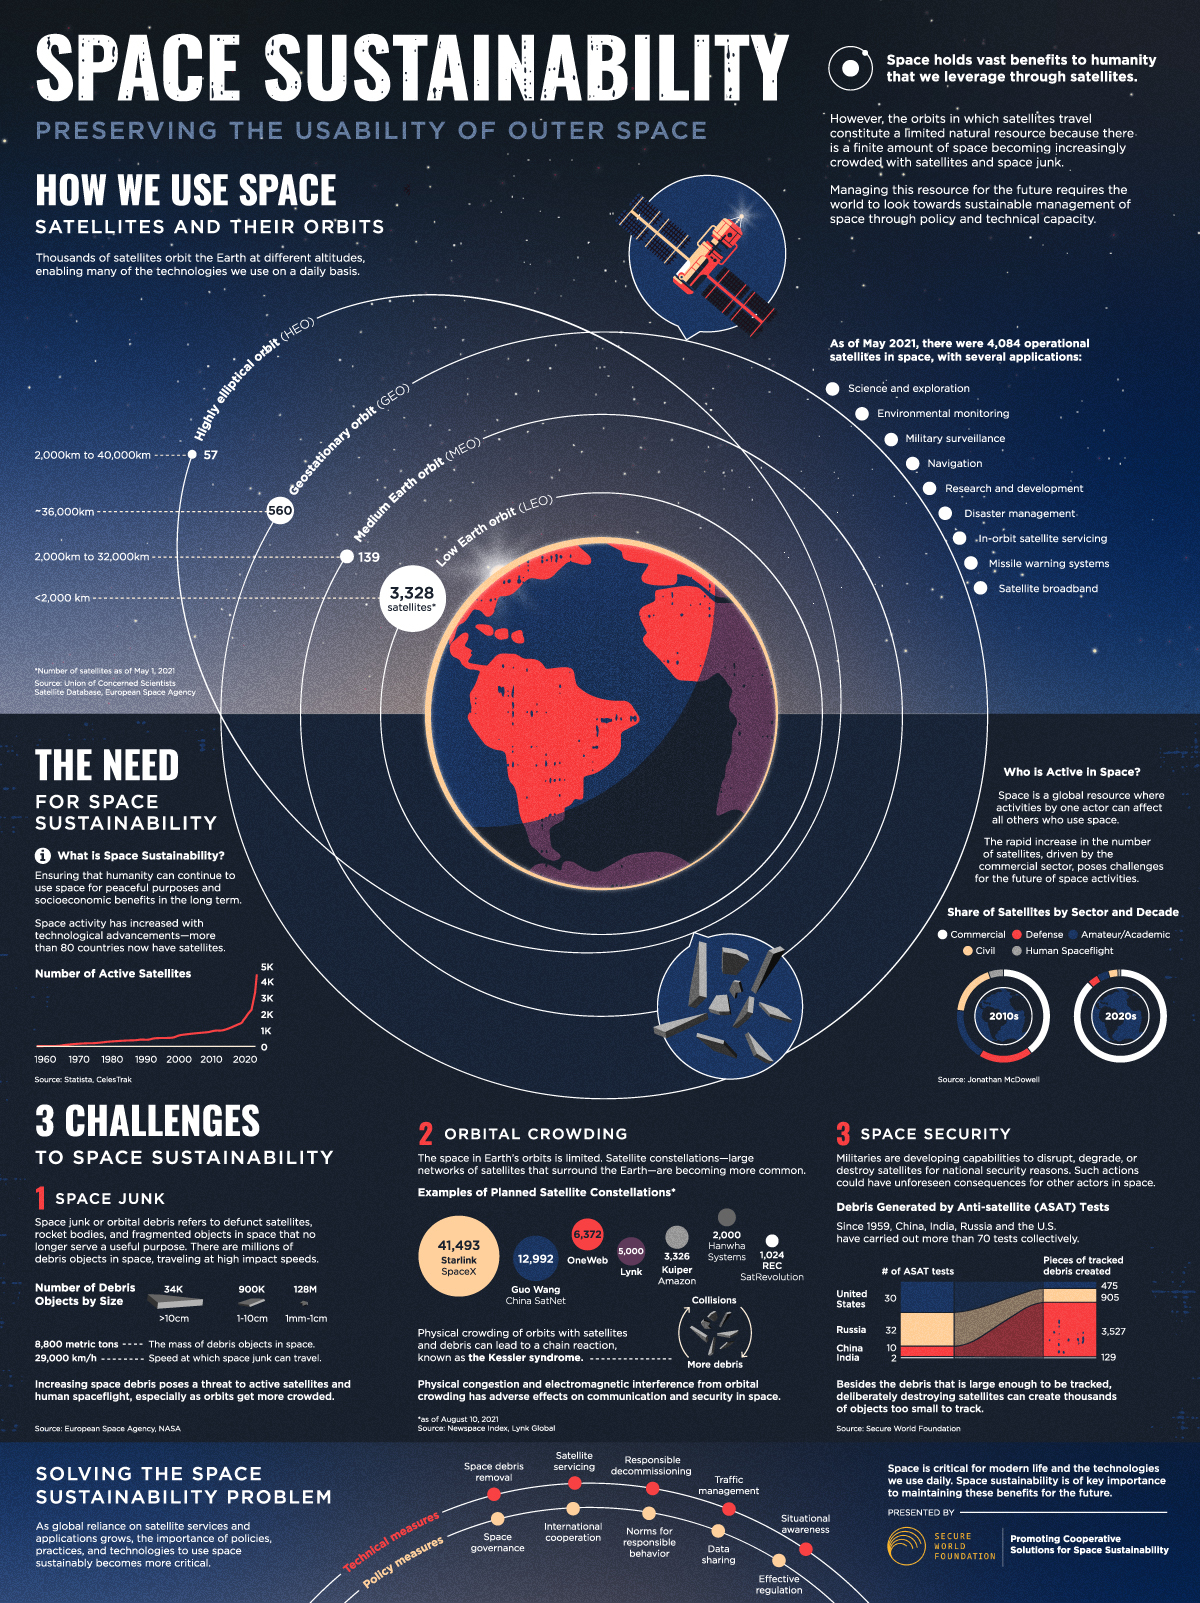 SPACE SUSTAINABILITY
PRESERVING THE USABILITY OF OUTER SPACE
Space holds vast benefits to humanity
that we leverage through satellites.
However, the orbits in which satellites travel
constitute a limited natural resource because there
is a finite amount of space becoming increasingly
crowded with satellites and space junk.
Managing this resource for the future requires the
world to look towards sustainable management of
space through policy and technical capacity.
HOW WE USE SPACE
SATELLITES AND THEIR ORBITS
Thousands of satellites orbit the Earth at different altitudes,
enabling many of the technologies we use on a daily basis.
Highly elliptical orbit (HEO)
2,000km to 40,000km
57
Geostationary orbit (GEO)
~36,000km
560
Medium Earth orbit (MEO)
2,000km to 32,000km
139
Low Earth orbit (LEO)
<2,000 km
3,328
satellites*
*Number of satellites as of May 1, 2021
Source: Union of Concerned Scientists
Satellite Database, European Space Agency
As of May 2021, there were 4,084 operational
satellites in space, with several applications:
Science and exploration
Environmental monitoring
Military surveillance
Navigation
Research and development
Disaster management
In-orbit satellite servicing
Missile warning systems
Satellite broadband
THE NEED
FOR SPACE
SUSTAINABILITY
i What is Space Sustainability?
Ensuring that humanity can continue to
use space for peaceful purposes and
socioeconomic benefits in the long term.
Space activity has increased with
technological advancements—more
than 80 countries now have satellites.
Number of Active Satellites
5K
4K
3K
2K
1K
0
1960 1970 1980 1990 2000 2010 2020
Source: Statista, CelesTrak
Who is Active in Space?
Space is a global resource where
activities by one actor can affect
all others who use space.
The rapid increase in the number
of satellites, driven by the
commercial sector, poses challenges
for the future of space activities.
Share of Satellites by Sector and Decade
Commercial Defense Amateur/Academic
Civil Human Spaceflight
2010s 2020s
Source: Jonathan McDowell
3 CHALLENGES
TO SPACE SUSTAINABILITY
1 SPACE JUNK
Space junk or orbital debris refers to defunct satellites,
rocket bodies, and fragmented objects in space that no
longer serve a useful purpose. There are millions of
debris objects in space, traveling at high impact speeds.
Number of Debris
Objects by Size
34K 900K 128M
>10cm 1-10cm 1mm-1cm
8,800 metric tons The mass of debris objects in space.
29,000 km/h Speed at which space junk can travel.
Increasing space debris poses a threat to active satellites and
human spaceflight, especially as orbits get more crowded.
Source: European Space Agency, NASA
2 ORBITAL CROWDING
The space in Earth's orbits is limited. Satellite constellations—large
networks of satellites that surround the Earth—are becoming more common.
Examples of Planned Satellite Constellations*
41,493
Starlink
SpaceX
12,992
Guo Wang
China SatNet
6,372
OneWeb
5,000
Lynk
3,326
Kuiper
Amazon
2,000
Hanwha
Systems
1,024
REC
SatRevolution
Physical crowding of orbits with satellites
and debris can lead to a chain reaction,
known as the Kessler syndrome.
Collisions
More debris
Physical congestion and electromagnetic interference from orbital
crowding has adverse effects on communication and security in space.
*as of August 10, 2021
Source: Newspace Index, Lynk Global
3 SPACE SECURITY
Militaries are developing capabilities to disrupt, degrade, or
destroy satellites for national security reasons. Such actions
could have unforeseen consequences for other actors in space.
Debris Generated by Anti-satellite (ASAT) Tests
Since 1959, China, India, Russia and the U.S.
have carried out more than 70 tests collectively.
# of ASAT tests
Pieces of tracked
debris created
United
States
30
475
905
Russia
32
3,527
China
10
India
2
129
Besides the debris that is large enough to be tracked,
deliberately destroying satellites can create thousands
of objects too small to track.
Source: Secure World Foundation
SOLVING THE SPACE
SUSTAINABILITY PROBLEM
As global reliance on satellite services and
applications grows, the importance of policies,
practices, and technologies to use space
sustainably becomes more critical.
Technical measures
Space debris
removal
Satellite
servicing
Responsible
decommissioning
Traffic
management
Situational
awareness
Policy measures
Space
governance
International
cooperation
Norms for
responsible
behavior
Data
sharing
Effective
regulation
Space is critical for modern life and the technologies
we use daily. Space sustainability is of key importance
to maintaining these benefits for the future.
PRESENTED BY
SECURE
WORLD
FOUNDATION
Promoting Cooperative
Solutions for Space Sustainability